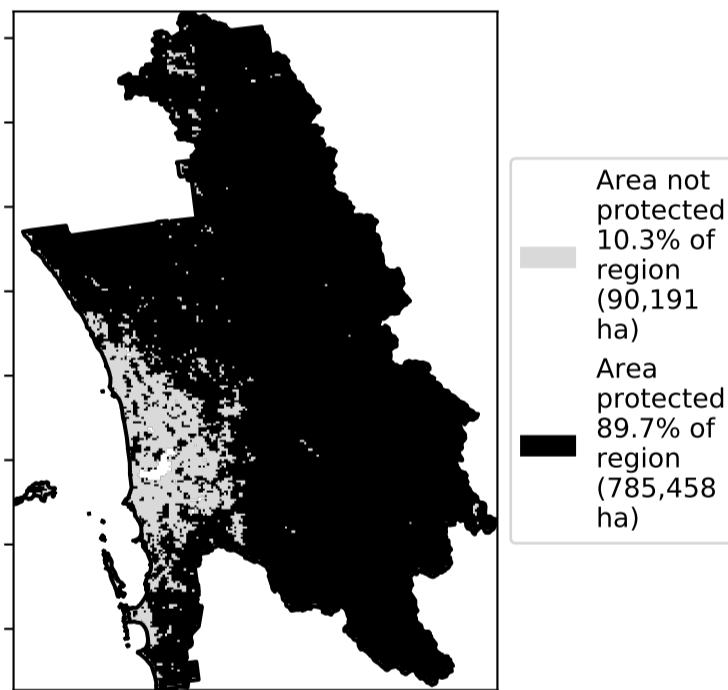 Area not
protected
10.3% of
region
(90,191
ha)
Area
protected
89.7% of
region
(785,458
ha)